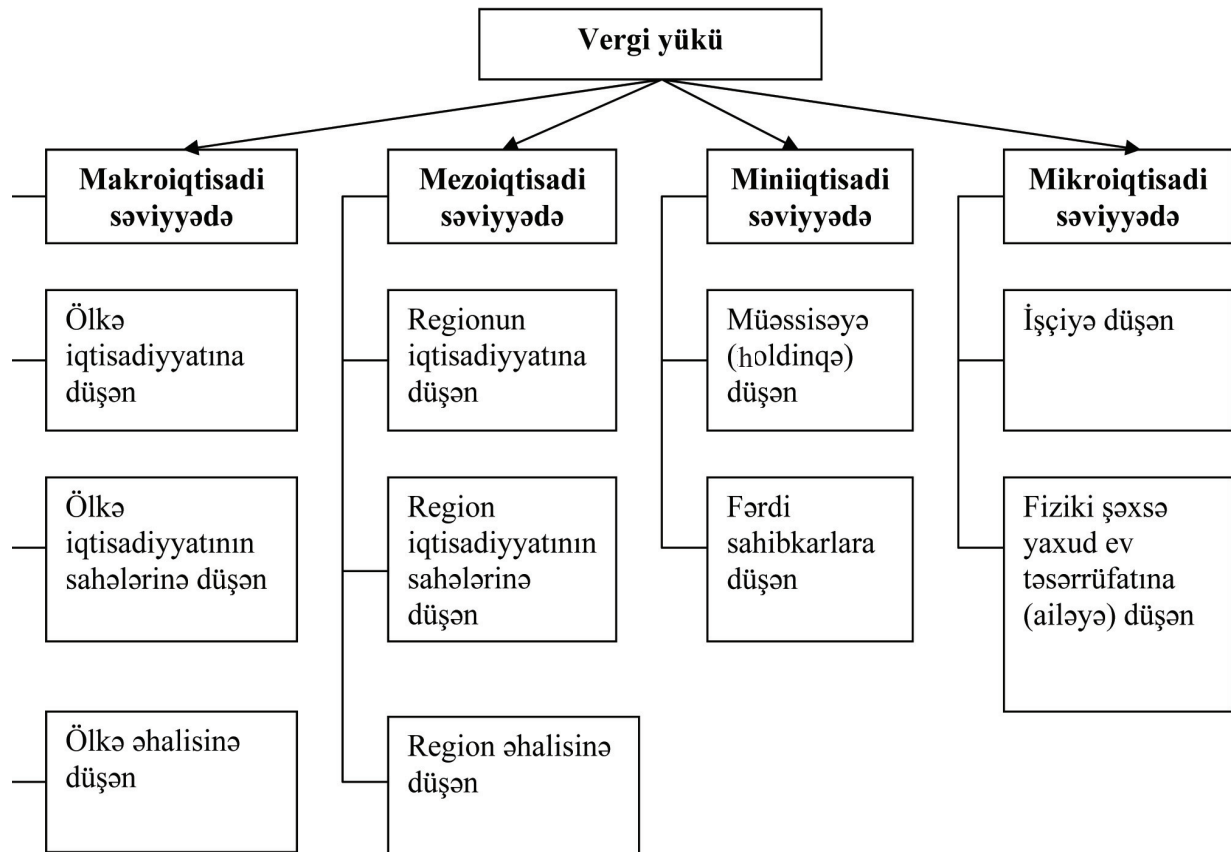 Vergi yükü
Makroiqtisadi
səviyyədə
Mezoiqtisadi
səviyyədə
Miniiqtisadi
səviyyədə
Mikroiqtisadi
səviyyədə
Ölkə
iqtisadiyyatına
düşən
Regionun
iqtisadiyyatına
düşən
Müəssisəyə
(holdinqə)
düşən
İşçiyə düşən
Ölkə
iqtisadiyyatının
sahələrinə düşən
Region
iqtisadiyyatının
sahələrinə
düşən
Fərdi
sahibkarlara
düşən
Fiziki şəxsə
yaxud ev
təsərrüfatına
(ailəyə) düşən
Ölkə əhalisinə
düşən
Region əhalisinə
düşən